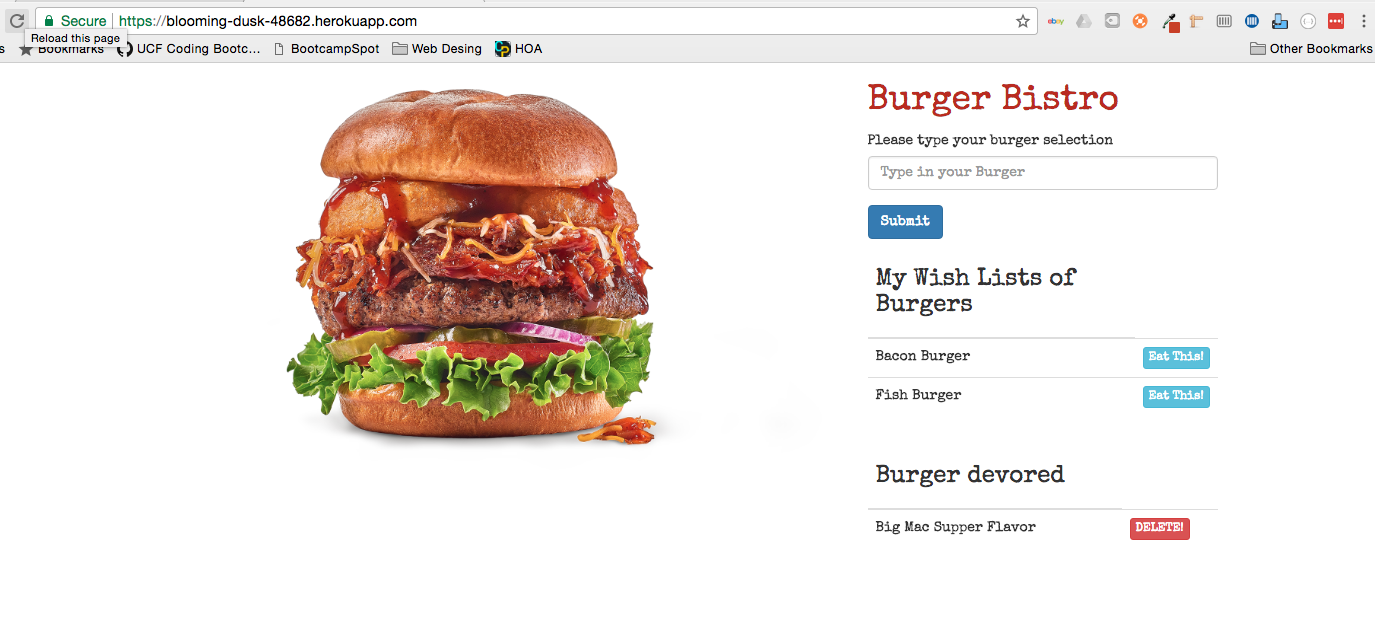 Secure https://blooming-dusk-48682.herokuapp.com
ebay
Reload this page
s Bookmarks UCF Coding Bootc... BootcampSpot Web Desing HOA Other Bookmarks
Burger Bistro
Please type your burger selection
Type in your Burger
Submit
My Wish Lists of
Burgers
Bacon Burger Eat This!
Fish Burger Eat This!
Burger devored
Big Mac Supper Flavor DELETE!